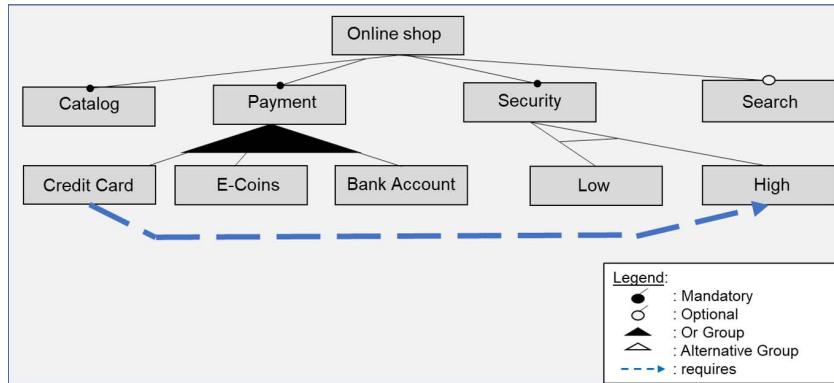 Online shop
Catalog
Payment
Security
Search
Credit Card
E-Coins
Bank Account
Low
High
Legend:
: Mandatory
: Optional
: Or Group
: Alternative Group
: requires